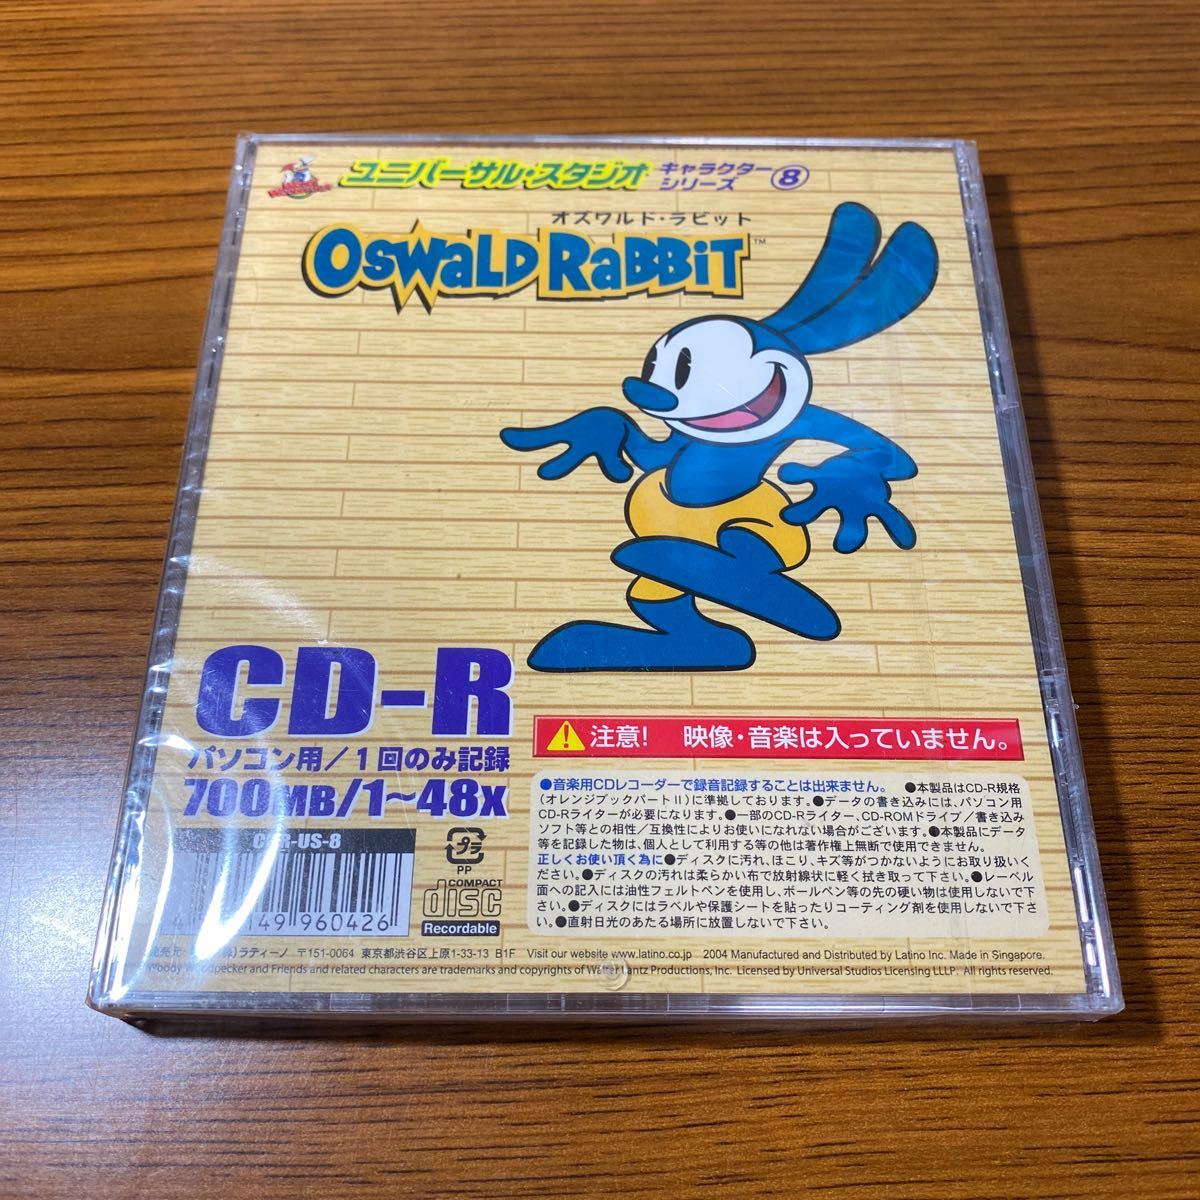 ユニバーサル・スタジオ キャラクターシリーズ⑧
オズワルド・ラビット
OSWALD RABBIT™
CD-R
パソコン用/1回のみ記録
700MB/1~48X
注意! 映像・音楽は入っていません。
●音楽用CDレコーダーで録音記録することは出来ません。 ●本製品はCD-R規格
(オレンジブックパートII)に準拠しております。●データの書き込みには、パソコン用
CD-Rライターが必要になります。●一部のCD-Rライター、CD-ROMドライブ/書き込み
ソフト等との相性/互換性によりお使いになれない場合がございます。●本製品にデータ
等を記録した物は、個人として利用する等の他は著作権上無断で使用できません。
正しくお使い頂く為に●ディスクに汚れ、ほこり、キズ等がつかないようにお取り扱いく
ださい。●ディスクの汚れは柔らかい布で放射線状に軽く拭き取って下さい。●レーベル
面への記入には油性フェルトペンを使用し、ボールペン等の先の硬い物は使用しないで下
さい。●ディスクにはラベルや保護シートを貼ったりコーティング剤を使用しないで下さ
い。●直射日光のあたる場所に放置しないで下さい。
-US-8
149 960426
プラ
PP
COMPACT
disc
Recordable
ラティーノ 〒151-0064 東京都渋谷区上原1-33-13 B1F Visit our website www.latino.co.jp 2004 Manufactured and Distributed by Latino Inc. Made in Singapore.
Woody Woodpecker and Friends and related characters are trademarks and copyrights of Walter Lantz Productions, Inc. Licensed by Universal Studios Licensing LLLP. All rights reserved.